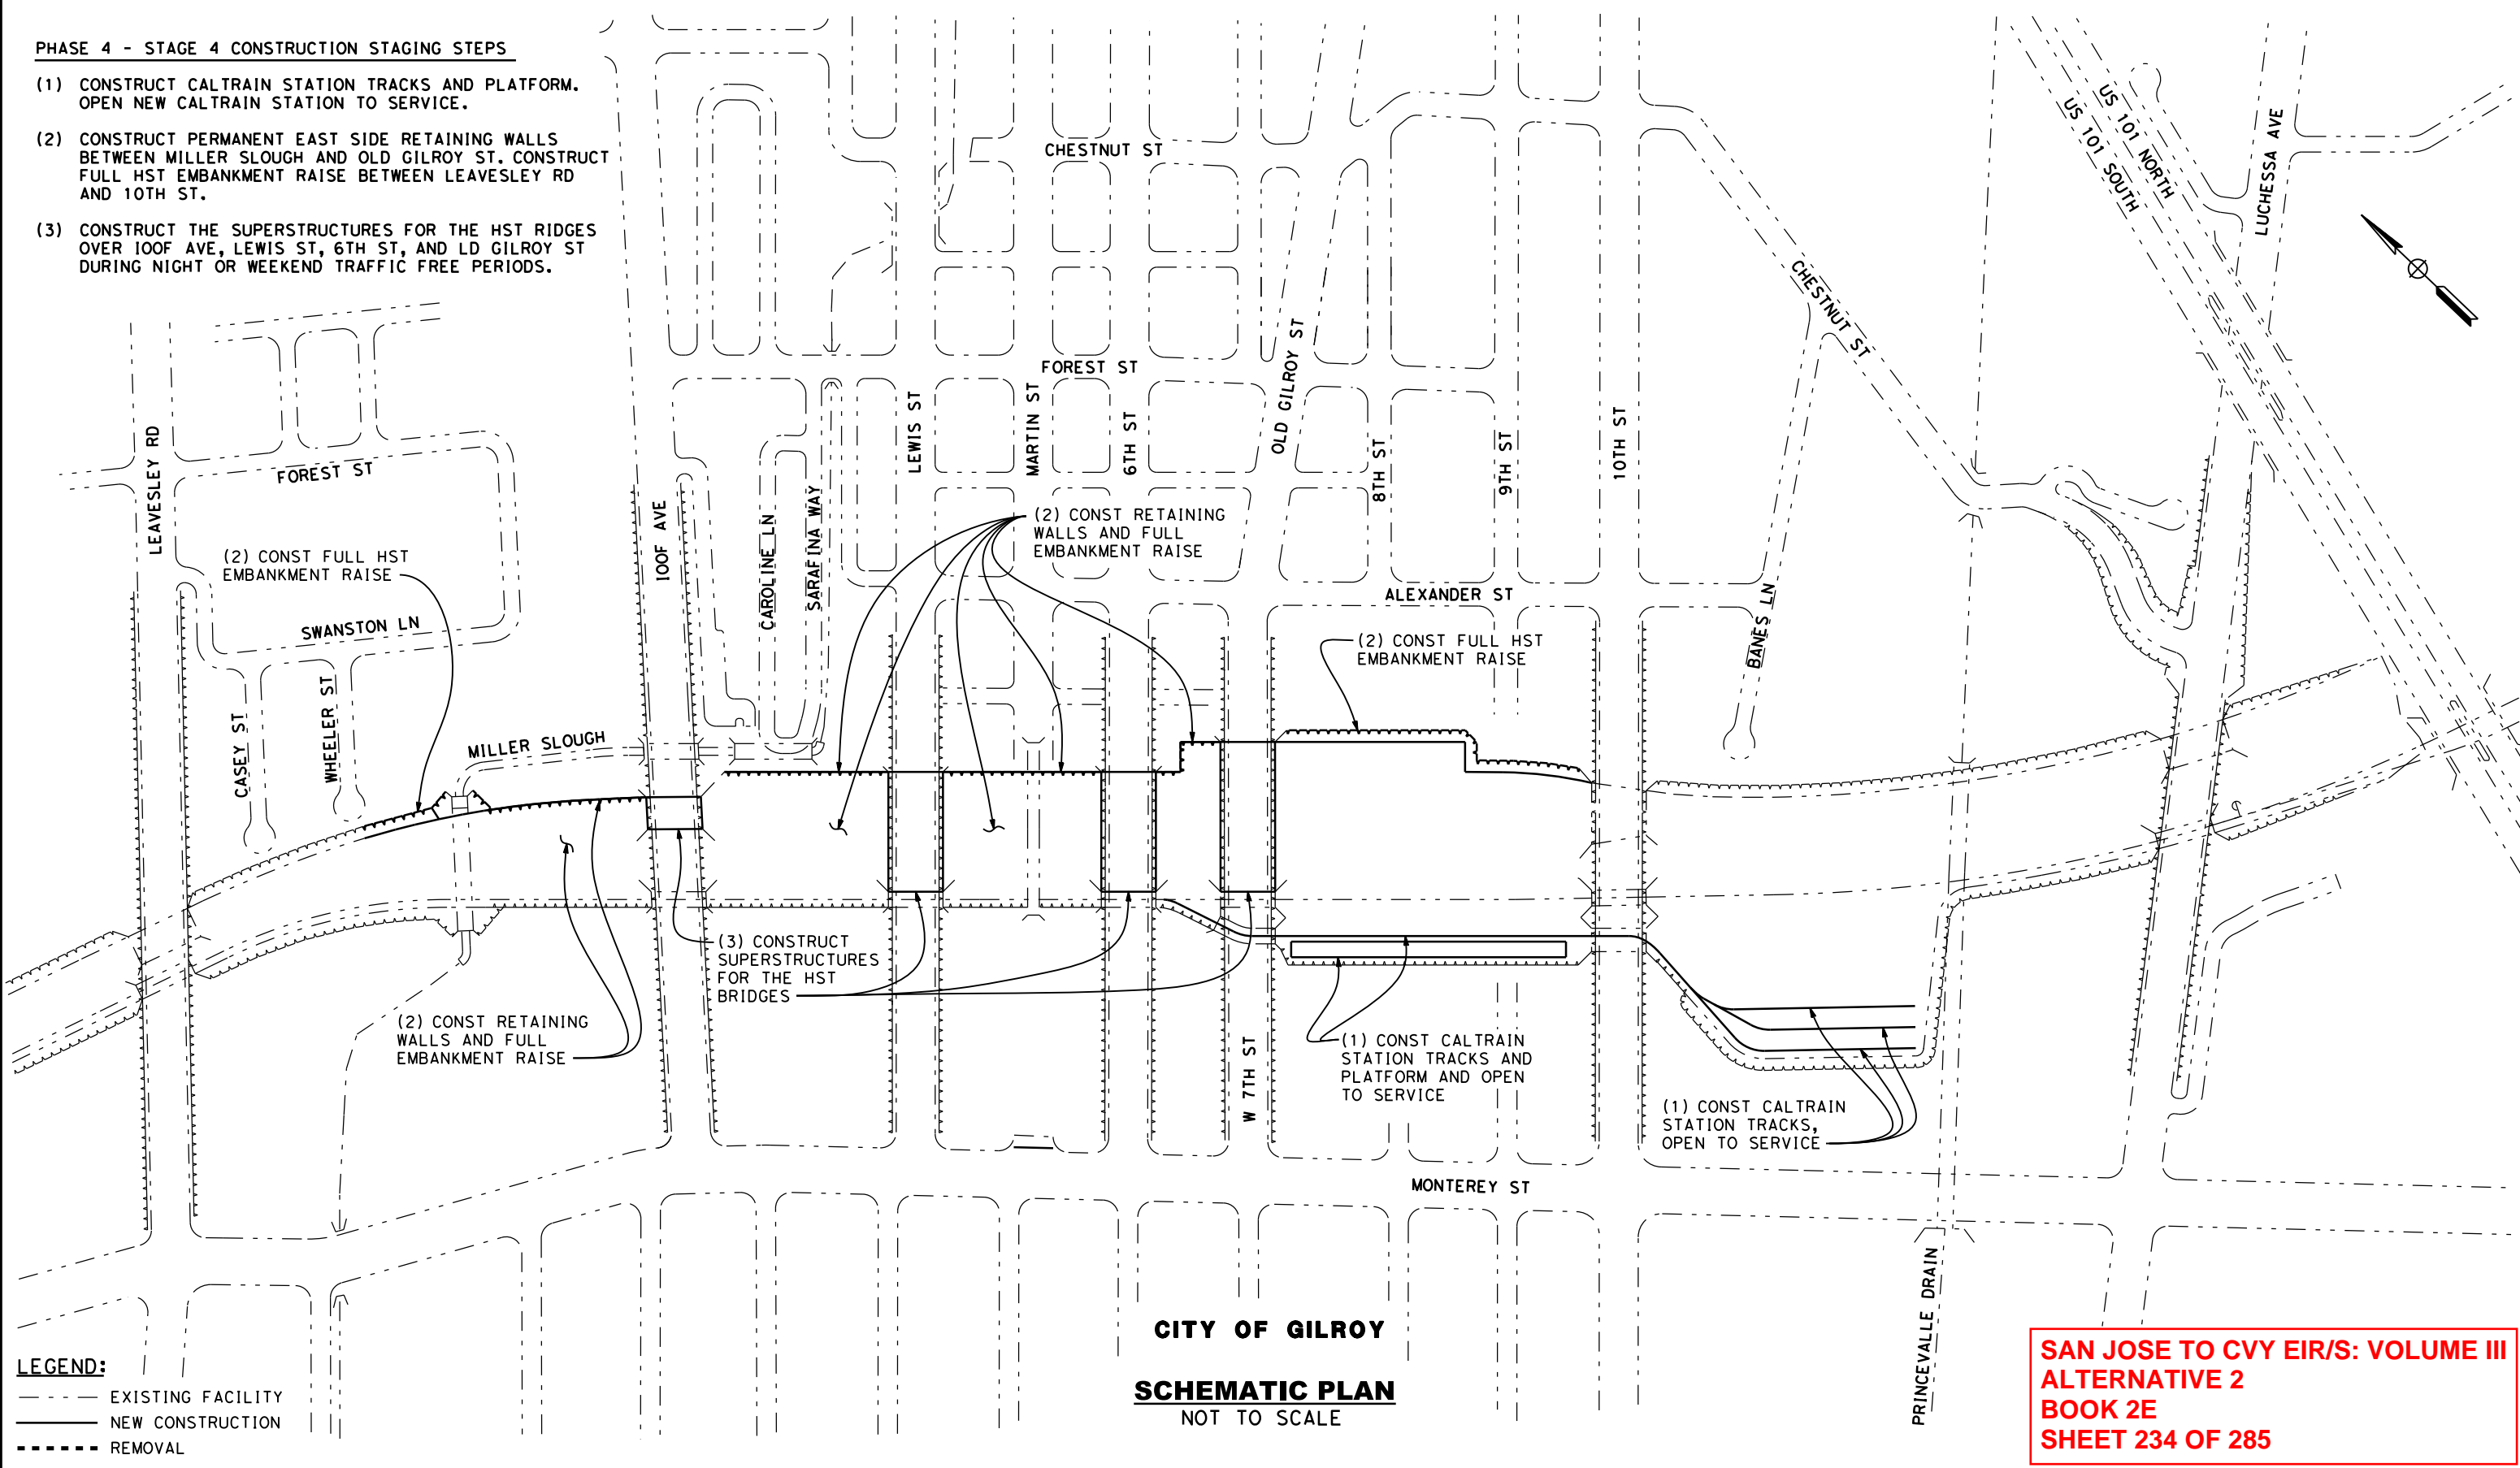 PHASE 4 - STAGE 4 CONSTRUCTION STAGING STEPS
(1) CONSTRUCT CALTRAIN STATION TRACKS AND PLATFORM.
OPEN NEW CALTRAIN STATION TO SERVICE.
(2) CONSTRUCT PERMANENT EAST SIDE RETAINING WALLS
BETWEEN MILLER SLOUGH AND OLD GILROY ST. CONSTRUCT
FULL HST EMBANKMENT RAISE BETWEEN LEAVESLEY RD
AND 10TH ST.
(3) CONSTRUCT THE SUPERSTRUCTURES FOR THE HST RIDGES
OVER IOOF AVE, LEWIS ST, 6TH ST, AND LD GILROY ST
DURING NIGHT OR WEEKEND TRAFFIC FREE PERIODS.
CHESTNUT ST
US 101 SOUTH
US 101 NORTH
LUCHESSA AVE
CHESTNUT ST
FOREST ST
OLD GILROY ST
LEAVESLEY RD
FOREST ST
LEWIS ST
MARTIN ST
6TH ST
8TH ST
9TH ST
10TH ST
IOOF AVE
CAROLINE LN
SARAFINA WAY
(2) CONST RETAINING
WALLS AND FULL
EMBANKMENT RAISE
(2) CONST FULL HST
EMBANKMENT RAISE
ALEXANDER ST
BANES LN
SWANSTON LN
(2) CONST FULL HST
EMBANKMENT RAISE
CASEY ST
WHEELER ST
MILLER SLOUGH
(3) CONSTRUCT
SUPERSTRUCTURES
FOR THE HST
BRIDGES
(2) CONST RETAINING
WALLS AND FULL
EMBANKMENT RAISE
W 7TH ST
(1) CONST CALTRAIN
STATION TRACKS AND
PLATFORM AND OPEN
TO SERVICE
(1) CONST CALTRAIN
STATION TRACKS,
OPEN TO SERVICE
MONTEREY ST
PRINCEVALLE DRAIN
CITY OF GILROY
SCHEMATIC PLAN
NOT TO SCALE
LEGEND:
EXISTING FACILITY
NEW CONSTRUCTION
REMOVAL
SAN JOSE TO CVY EIR/S: VOLUME III
ALTERNATIVE 2
BOOK 2E
SHEET 234 OF 285